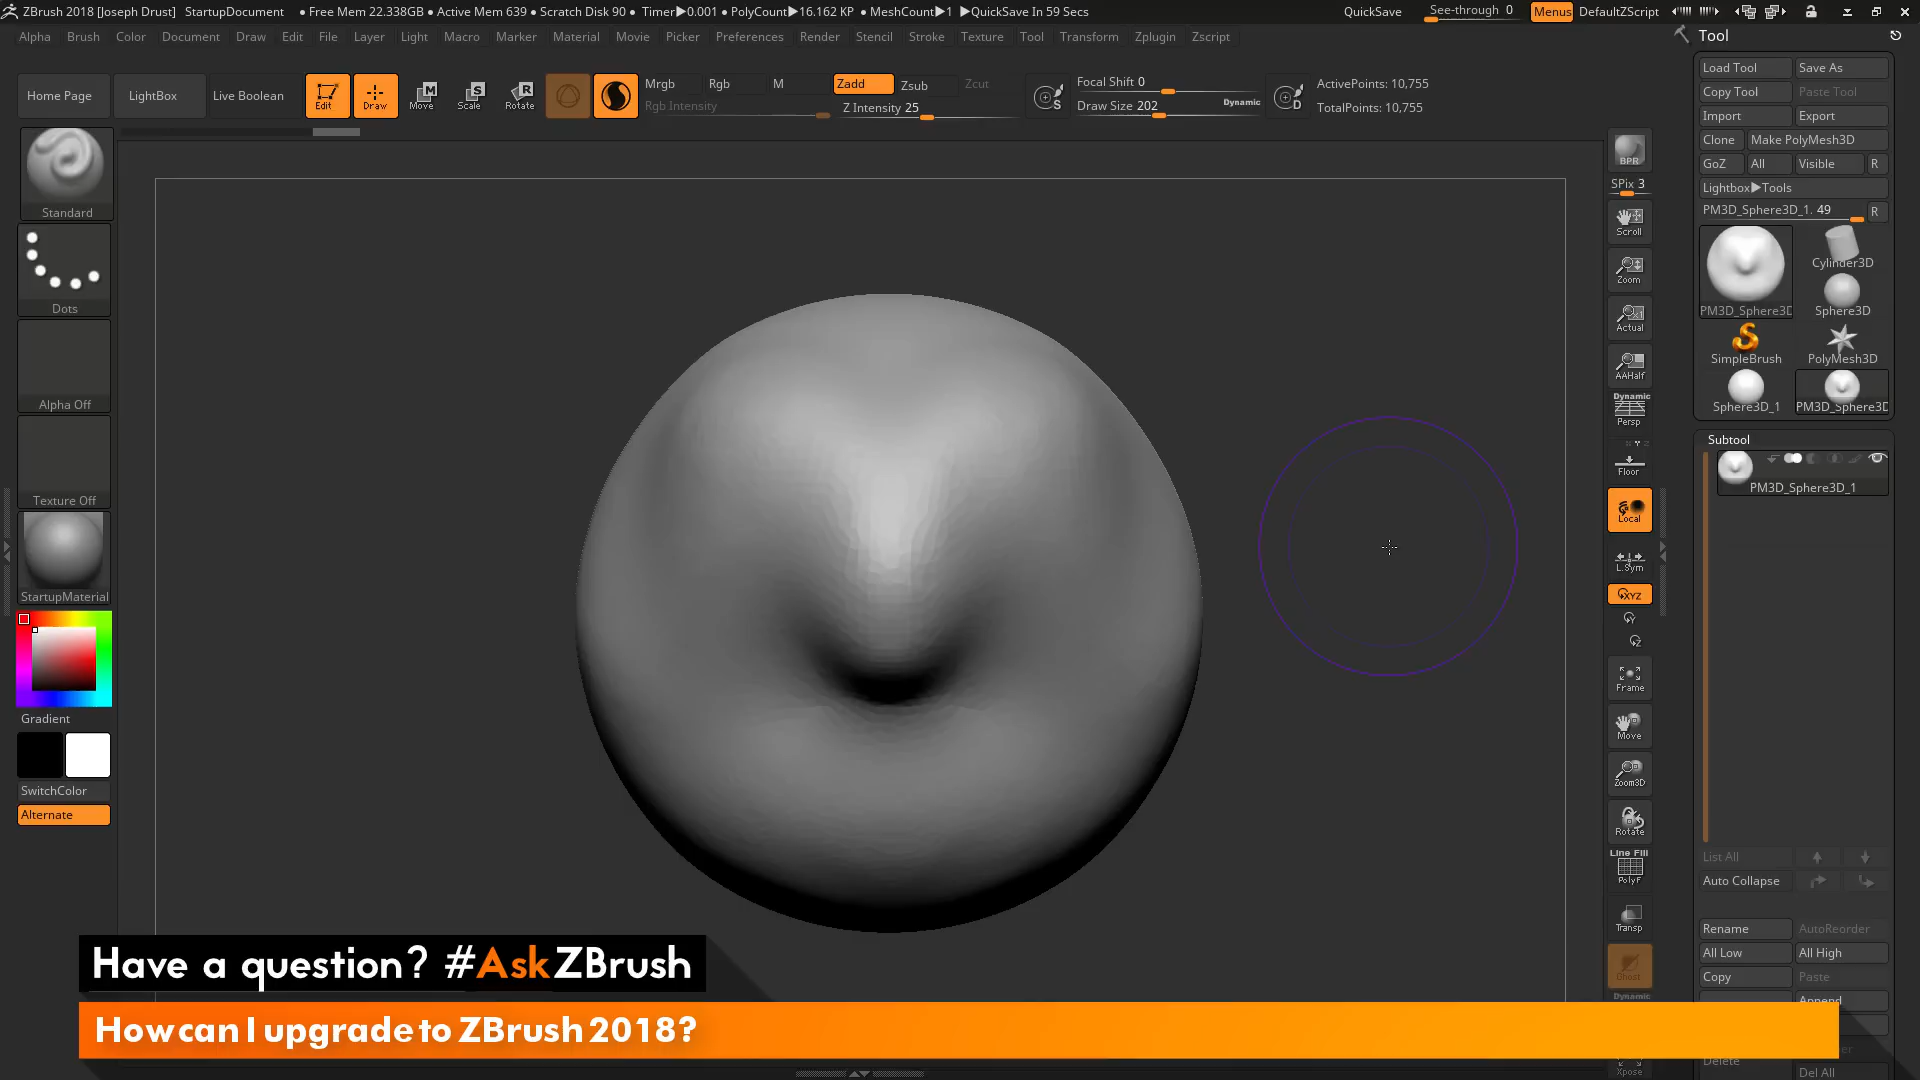 ZBrush 2018 [Joseph Drust] StartupDocument • Free Mem 22.338GB • Active Mem 639 • Scratch Disk 90 • Timer▶0.001 • PolyCount▶16.162 KP • MeshCount▶1 ▶QuickSave In 59 Secs QuickSave See-through 0 Menus DefaultZScript
Alpha Brush Color Document Draw Edit File Layer Light Macro Marker Material Movie Picker Preferences Render Stencil Stroke Texture Tool Transform Zplugin Zscript
Home Page LightBox Live Boolean Edit Draw Move Scale Rotate
Mrgb Rgb M Zadd Zsub Zcut
Rgb Intensity Z Intensity 25
Focal Shift 0
Draw Size 202 Dynamic
ActivePoints: 10,755
TotalPoints: 10,755
Standard
Dots
Alpha Off
Texture Off
StartupMaterial
Gradient
SwitchColor
Alternate
BPR
SPix 3
Scroll
Zoom
Actual
AAHalf
Dynamic
Persp
Floor
Local
L.Sym
XYZ
Y
Z
Frame
Move
Zoom3D
Rotate
Line Fill
PolyF
Transp
Ghost
Dynamic
Xpose
Tool
Load Tool Save As
Copy Tool Paste Tool
Import Export
Clone Make PolyMesh3D
GoZ All Visible R
Lightbox▶Tools
PM3D_Sphere3D_1. 49 R
Cylinder3D
PM3D_Sphere3D Sphere3D
SimpleBrush PolyMesh3D
Sphere3D_1 PM3D_Sphere3D
Subtool
PM3D_Sphere3D_1
List All
Auto Collapse
Rename AutoReorder
All Low All High
Copy Paste
Append
Delete
Del All
Have a question? #AskZBrush
How can I upgrade to ZBrush 2018?